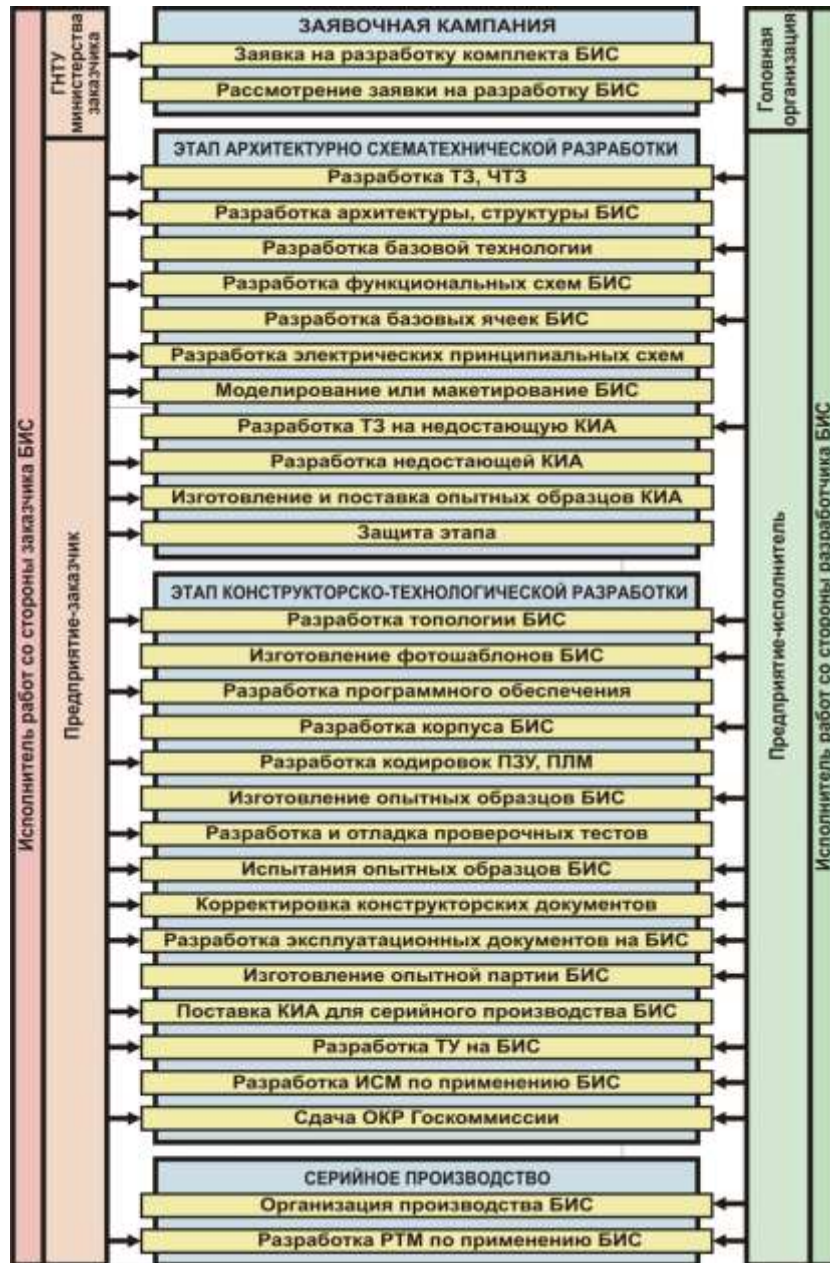 ЗАЯВОЧНАЯ КАМПАНИЯ
Заявка на разработку комплекта БИС
Рассмотрение заявки на разработку БИС
ГНТУ
министерства
заказчика
Головная
организация
ЭТАП АРХИТЕКТУРНО СХЕМАТЕХНИЧЕСКОЙ РАЗРАБОТКИ
Разработка ТЗ, ЧТЗ
Разработка архитектуры, структуры БИС
Разработка базовой технологии
Разработка функциональных схем БИС
Разработка базовых ячеек БИС
Разработка электрических принципиальных схем
Моделирование или макетирование БИС
Разработка ТЗ на недостающую КИА
Разработка недостающей КИА
Изготовление и поставка опытных образцов КИА
Защита этапа
Исполнитель работ со стороны заказчика БИС
Предприятие-заказчик
Предприятие-исполнитель
Исполнитель работ со стороны разработчика БИС
ЭТАП КОНСТРУКТОРСКО-ТЕХНОЛОГИЧЕСКОЙ РАЗРАБОТКИ
Разработка топологии БИС
Изготовление фотошаблонов БИС
Разработка программного обеспечения
Разработка корпуса БИС
Разработка кодировок ПЗУ, ПЛМ
Изготовление опытных образцов БИС
Разработка и отладка проверочных тестов
Испытания опытных образцов БИС
Корректировка конструкторских документов
Разработка эксплуатационных документов на БИС
Изготовление опытной партии БИС
Поставка КИА для серийного производства БИС
Разработка ТУ на БИС
Разработка ИСМ по применению БИС
Сдача ОКР Госкоммиссии
СЕРИЙНОЕ ПРОИЗВОДСТВО
Организация производства БИС
Разработка РТМ по применению БИС